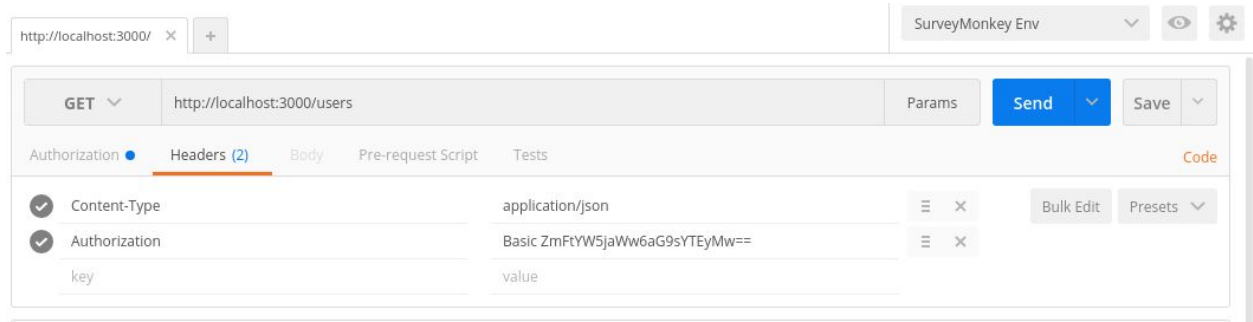 http://localhost:3000/ × +
SurveyMonkey Env
GET http://localhost:3000/users Params Send Save
Authorization Headers (2) Body Pre-request Script Tests Code
Content-Type application/json Bulk Edit Presets
Authorization Basic ZmFtYW5jaWw6aG9sYTEyMw==
key value